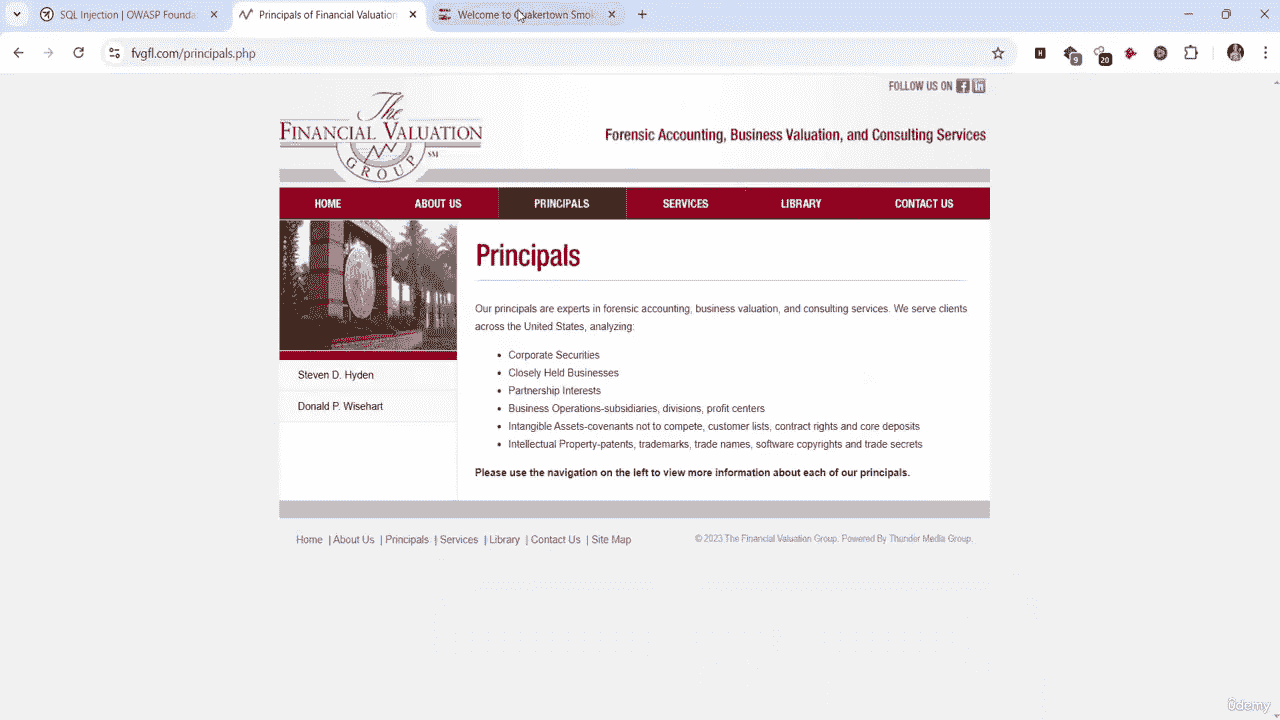 SQL Injection | OWASP Founda
Principles of Financial Valuation
Welcome to Quakertown Smok
fvgfl.com/principals.php
H
9
20
FOLLOW US ON
The
FINANCIAL VALUATION
GROUP
SM
Forensic Accounting, Business Valuation, and Consulting Services
HOME
ABOUT US
PRINCIPALS
SERVICES
LIBRARY
CONTACT US
Principals
Our principals are experts in forensic accounting, business valuation, and consulting services. We serve clients
across the United States, analyzing:
Steven D. Hyden
Donald P. Wisehart
• Corporate Securities
• Closely Held Businesses
• Partnership Interests
• Business Operations-subsidiaries, divisions, profit centers
• Intangible Assets-covenants not to compete, customer lists, contract rights and core deposits
• Intellectual Property-patents, trademarks, trade names, software copyrights and trade secrets
Please use the navigation on the left to view more information about each of our principals.
Home | About Us | Principals | Services | Library | Contact Us | Site Map
© 2023 The Financial Valuation Group. Powered By Thunder Media Group.
ûdemy